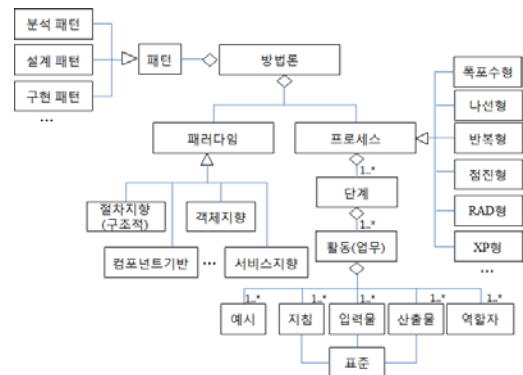 분석 패턴
설계 패턴
구현 패턴
...
패턴
방법론
패러다임
프로세스
폭포수형
나선형
반복형
점진형
RAD형
XP형
...
1..*
단계
1..*
활동(업무)
절차지향
(구조적)
객체지향
컴포넌트기반
...
서비스지향
1..*
1..*
1..*
1..*
1..*
예시
지침
입력물
산출물
역할자
표준